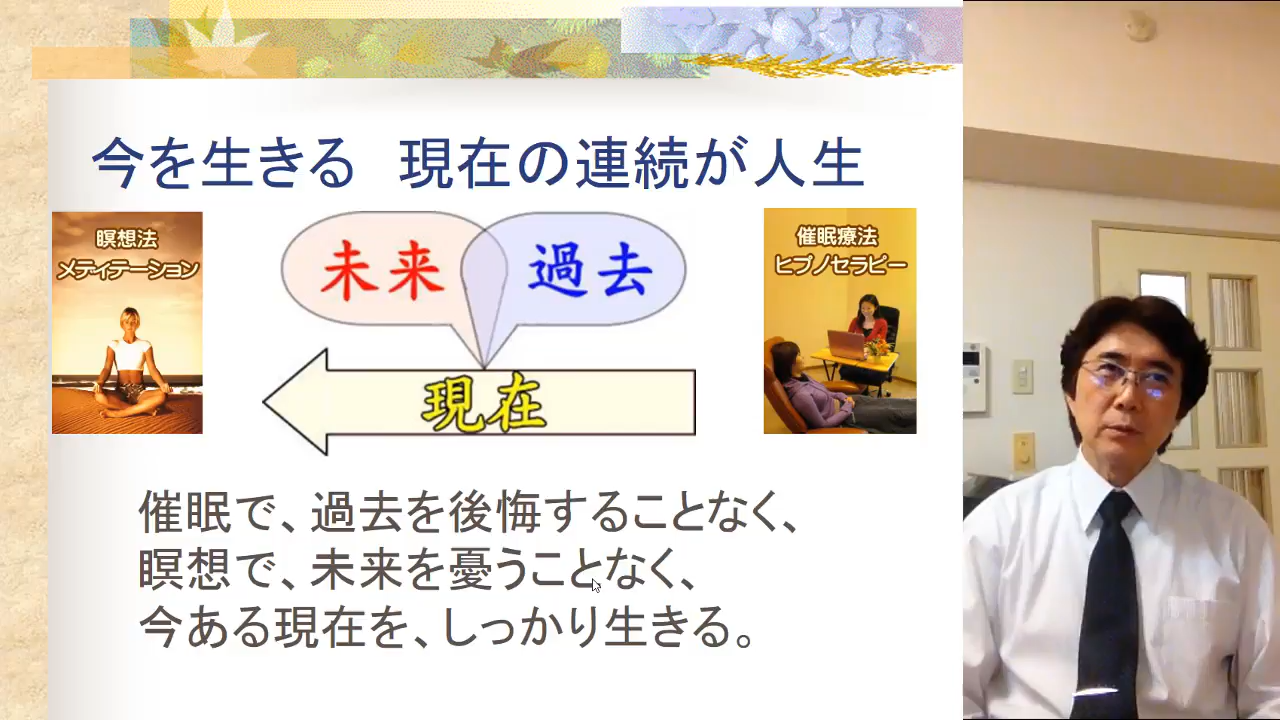 今を生きる　現在の連続が人生
瞑想法
メディテーション
未来
過去
催眠療法
ヒプノセラピー
現在
催眠で、過去を後悔することなく、
瞑想で、未来を憂うことなく、
今ある現在を、しっかり生きる。